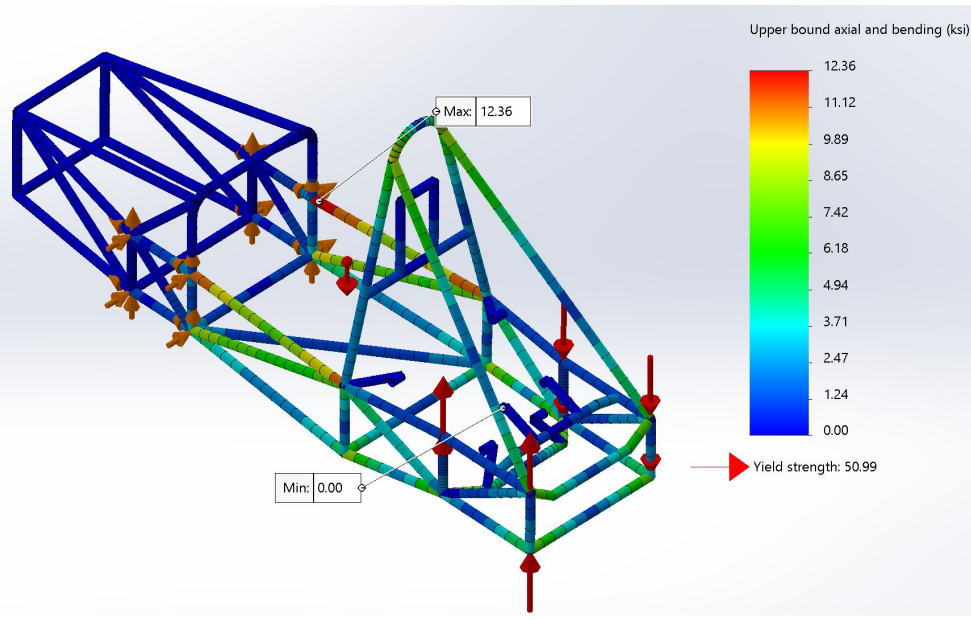 Upper bound axial and bending (ksi)
12.36
11.12
9.89
8.65
7.42
6.18
4.94
3.71
2.47
1.24
0.00
Yield strength: 50.99
Max: 12.36
Min: 0.00